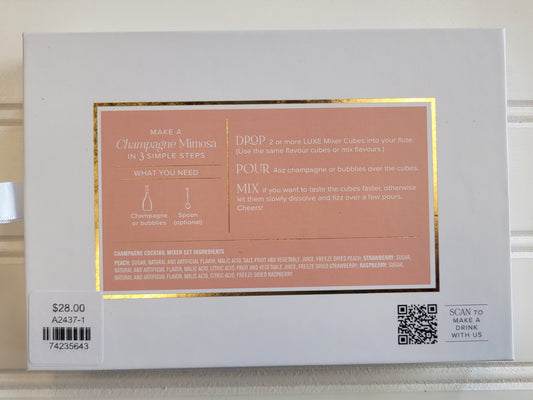 MAKE A
Champagne Mimosa
IN 3 SIMPLE STEPS
WHAT YOU NEED
Champagne
or bubbles
Spoon
(optional)
DROP 2 or more LUXE Mixer Cubes into your flute.
(Use the same flavour cubes or mix flavours.)
POUR 4oz champagne or bubbles over the cubes.
MIX if you want to taste the cubes faster, otherwise
let them slowly dissolve and fizz over a few pours.
Cheers!
CHAMPAGNE COCKTAIL MIXER SET INGREDIENTS
PEACH: SUGAR, NATURAL AND ARTIFICIAL FLAVOR, MALIC ACID, SALT, FRUIT AND VEGETABLE JUICE, FREEZE DRIED PEACH, STRAWBERRY: SUGAR,
NATURAL AND ARTIFICIAL FLAVOR, MALIC ACID, CITRIC ACID, FRUIT AND VEGETABLE JUICE, FREEZE DRIED STRAWBERRY, RASPBERRY: SUGAR,
NATURAL AND ARTIFICIAL FLAVOR, MALIC ACID, CITRIC ACID, FREEZE DRIED RASPBERRY
$28.00
A2437-1
74235643
SCAN TO
MAKE A
DRINK
WITH US